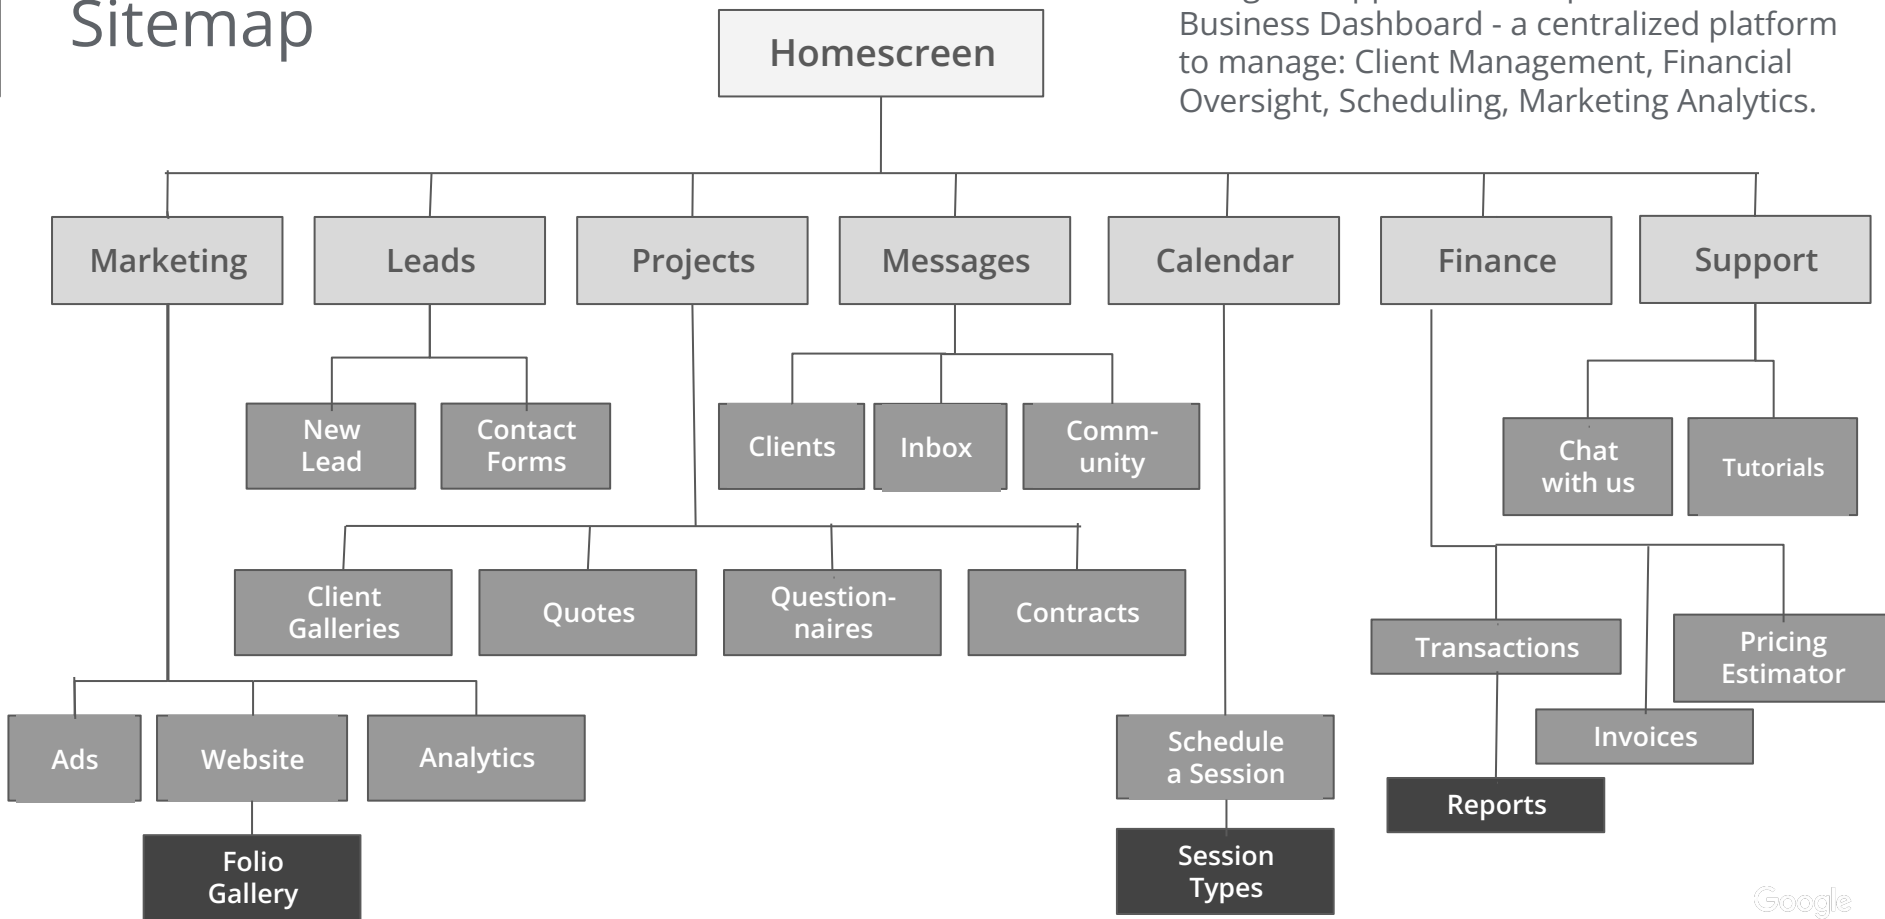 Sitemap
Business Dashboard - a centralized platform
to manage: Client Management, Financial
Oversight, Scheduling, Marketing Analytics.
Homescreen
Marketing
Leads
Projects
Messages
Calendar
Finance
Support
New
Lead
Contact
Forms
Clients
Inbox
Comm-
unity
Chat
with us
Tutorials
Client
Galleries
Quotes
Question-
naires
Contracts
Transactions
Pricing
Estimator
Invoices
Ads
Website
Analytics
Schedule
a Session
Reports
Folio
Gallery
Session
Types
Google